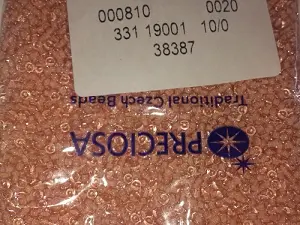 000810 0020
331 19001 10/0
38387
PRECIOSA
Traditional Czech Beads